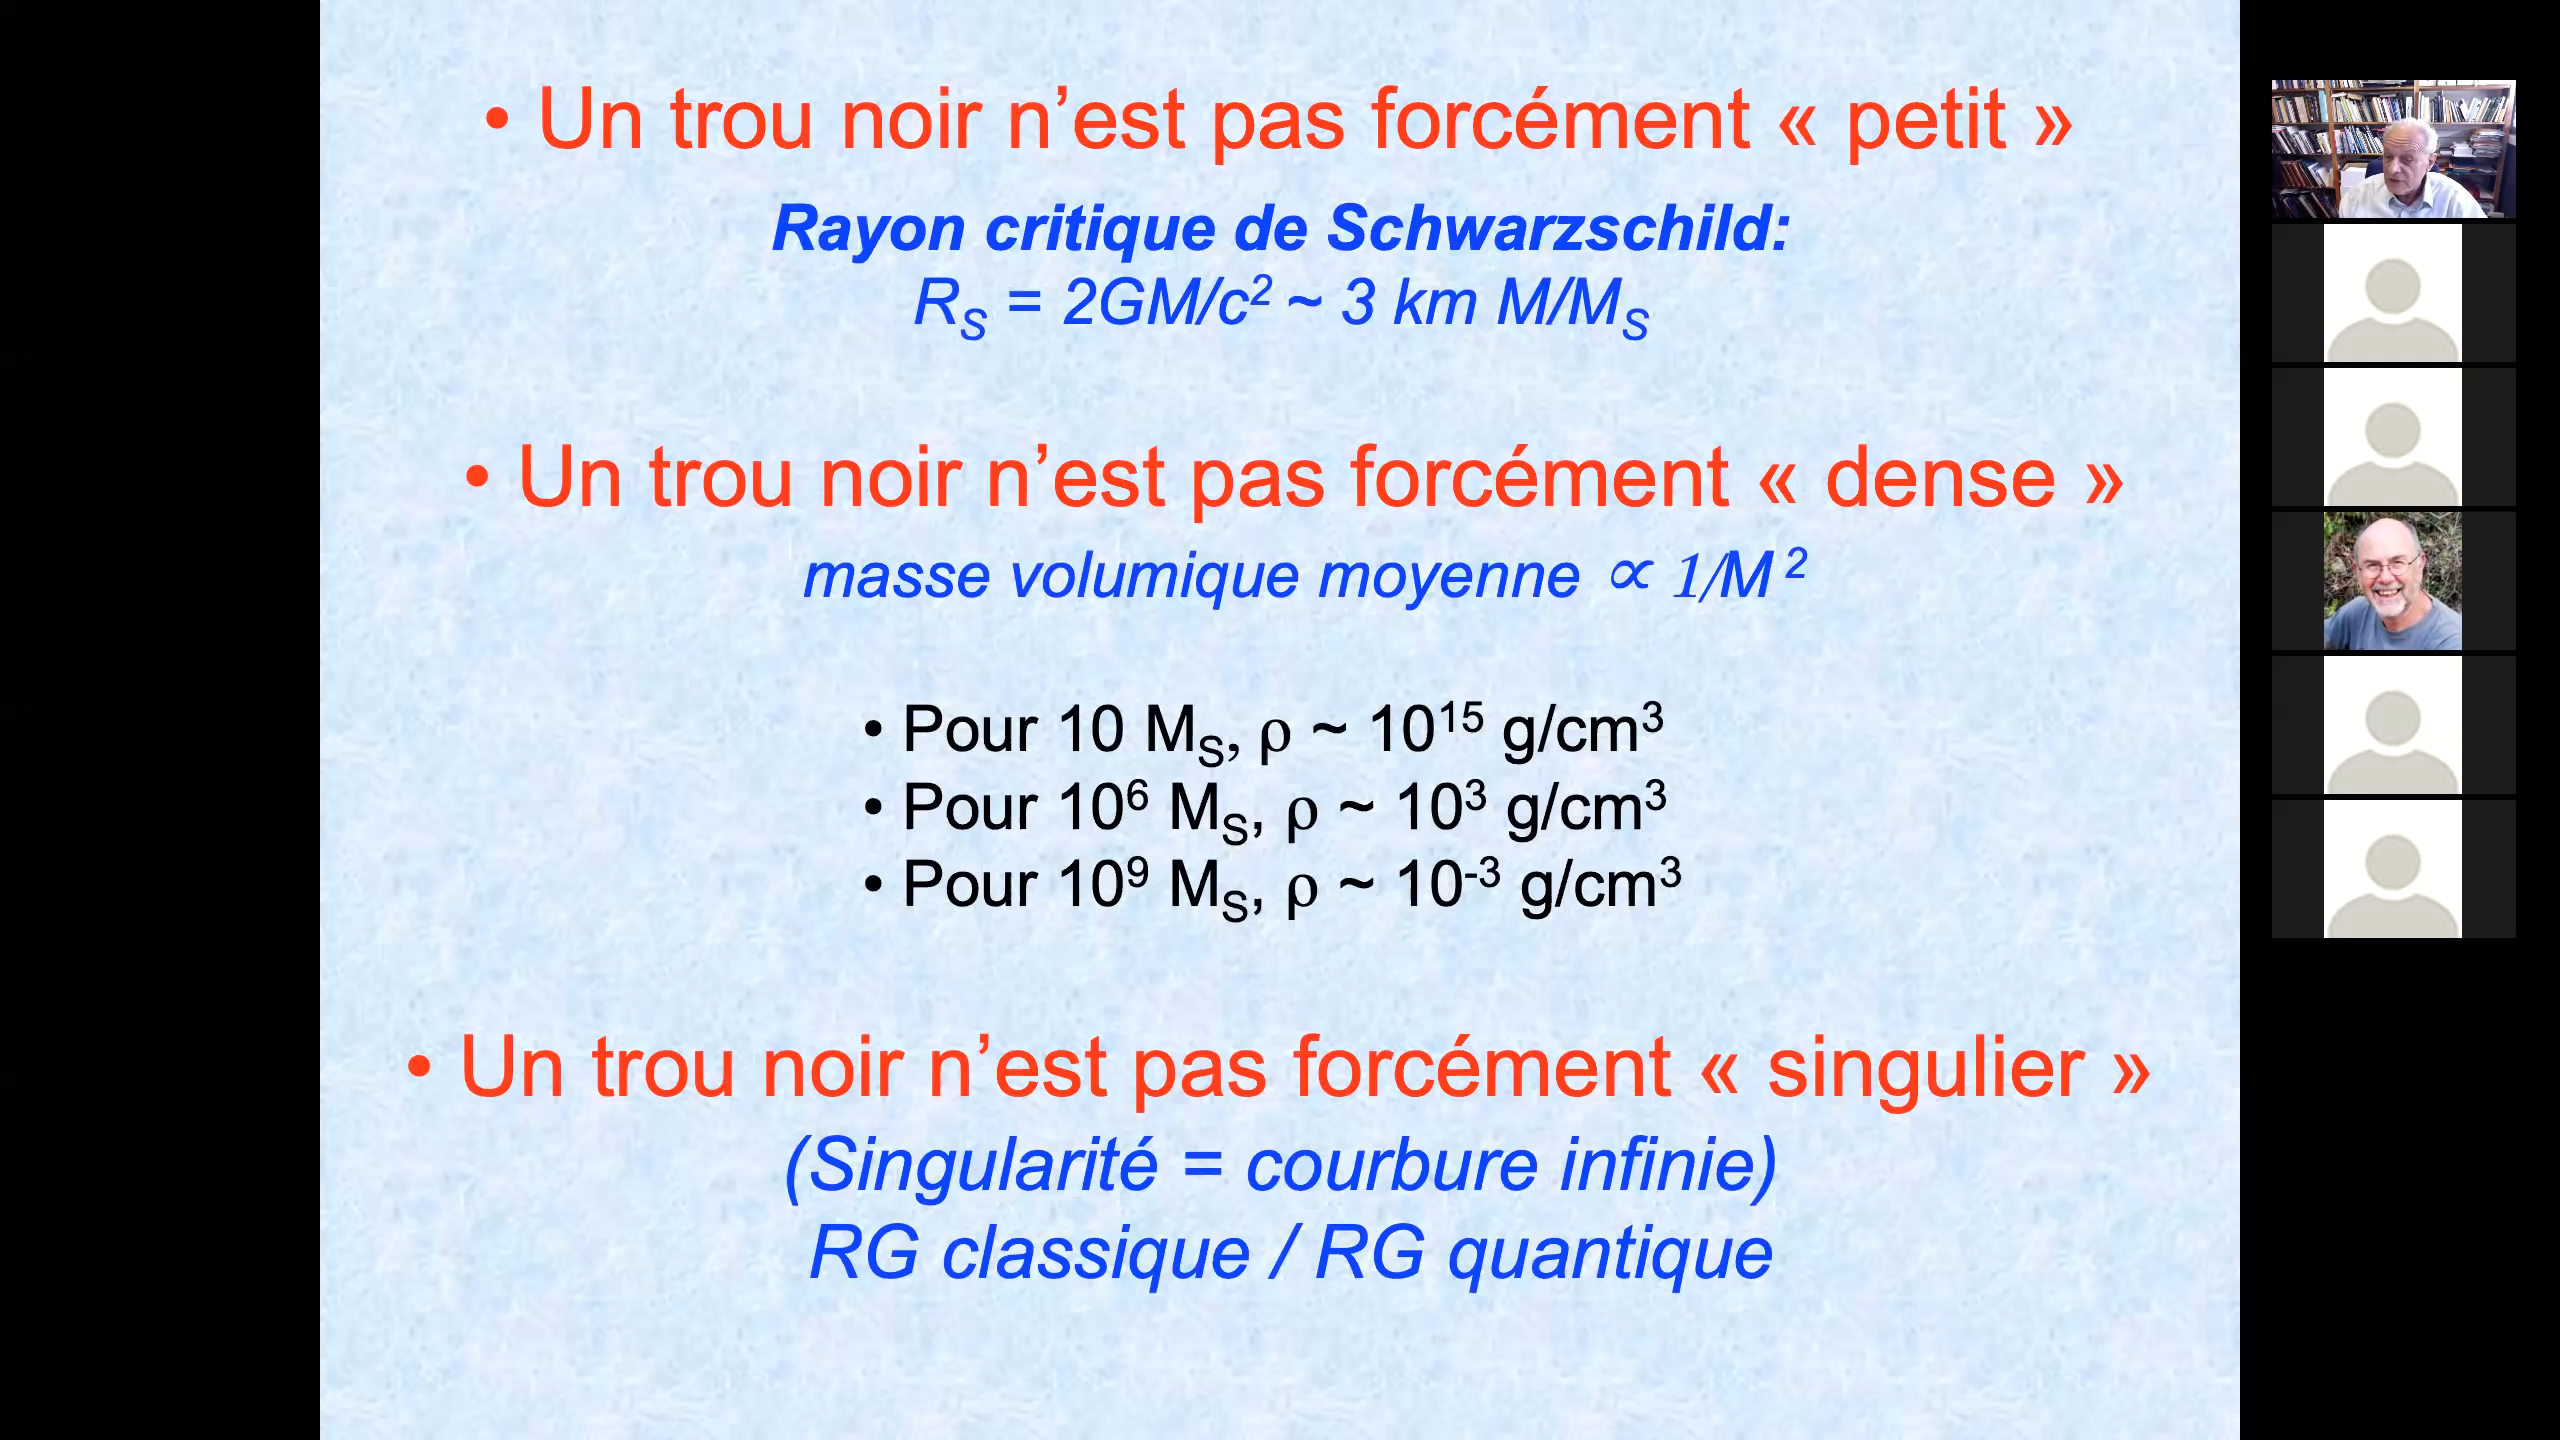 • Un trou noir n’est pas forcément « petit »
Rayon critique de Schwarzschild:
R_S = 2GM/c² ~ 3 km M/M_S
• Un trou noir n’est pas forcément « dense »
masse volumique moyenne ∝ 1/M ²
• Pour 10 M_S, ρ ~ 10¹⁵ g/cm³
• Pour 10⁶ M_S, ρ ~ 10³ g/cm³
• Pour 10⁹ M_S, ρ ~ 10⁻³ g/cm³
• Un trou noir n’est pas forcément « singulier »
(Singularité = courbure infinie)
RG classique / RG quantique